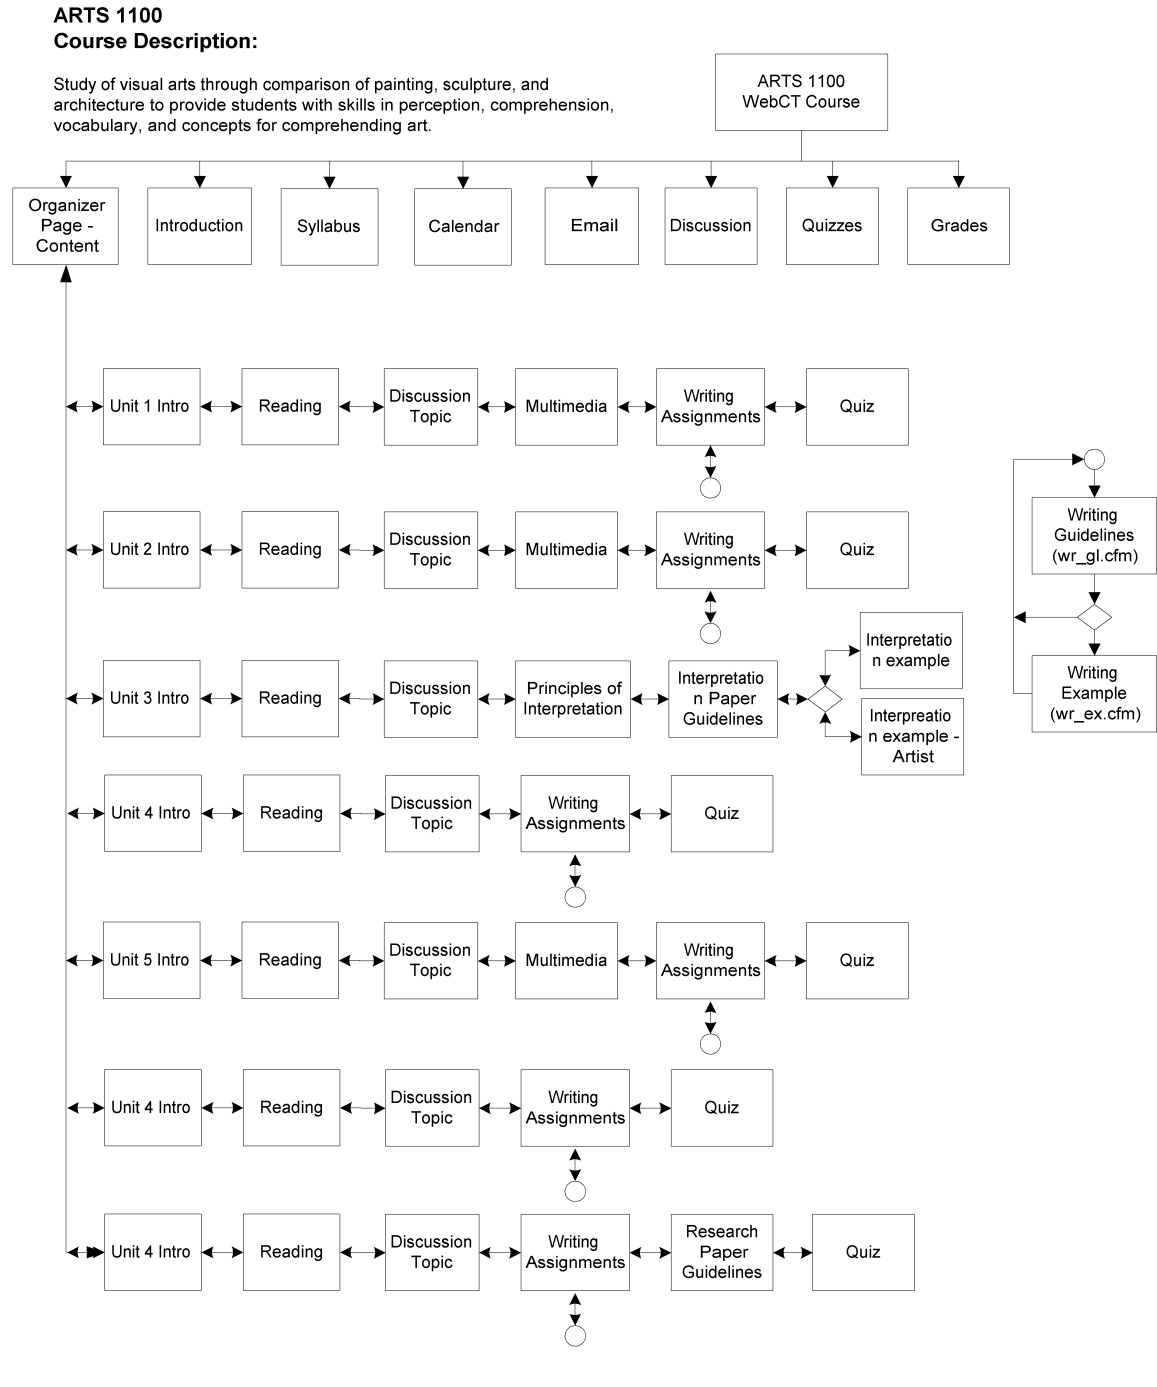 ARTS 1100
Course Description:
Study of visual arts through comparison of painting, sculpture, and
architecture to provide students with skills in perception, comprehension,
vocabulary, and concepts for comprehending art.
ARTS 1100
WebCT Course
Organizer
Page -
Content
Introduction
Syllabus
Calendar
Email
Discussion
Quizzes
Grades
Unit 1 Intro
Reading
Discussion
Topic
Multimedia
Writing
Assignments
Quiz
Unit 2 Intro
Reading
Discussion
Topic
Multimedia
Writing
Assignments
Quiz
Writing
Guidelines
(wr_gl.cfm)
Unit 3 Intro
Reading
Discussion
Topic
Principles of
Interpretation
Interpretatio
n Paper
Guidelines
Interpretatio
n example
Interpreatio
n example -
Artist
Writing
Example
(wr_ex.cfm)
Unit 4 Intro
Reading
Discussion
Topic
Writing
Assignments
Quiz
Unit 5 Intro
Reading
Discussion
Topic
Multimedia
Writing
Assignments
Quiz
Unit 4 Intro
Reading
Discussion
Topic
Writing
Assignments
Quiz
Unit 4 Intro
Reading
Discussion
Topic
Writing
Assignments
Research
Paper
Guidelines
Quiz